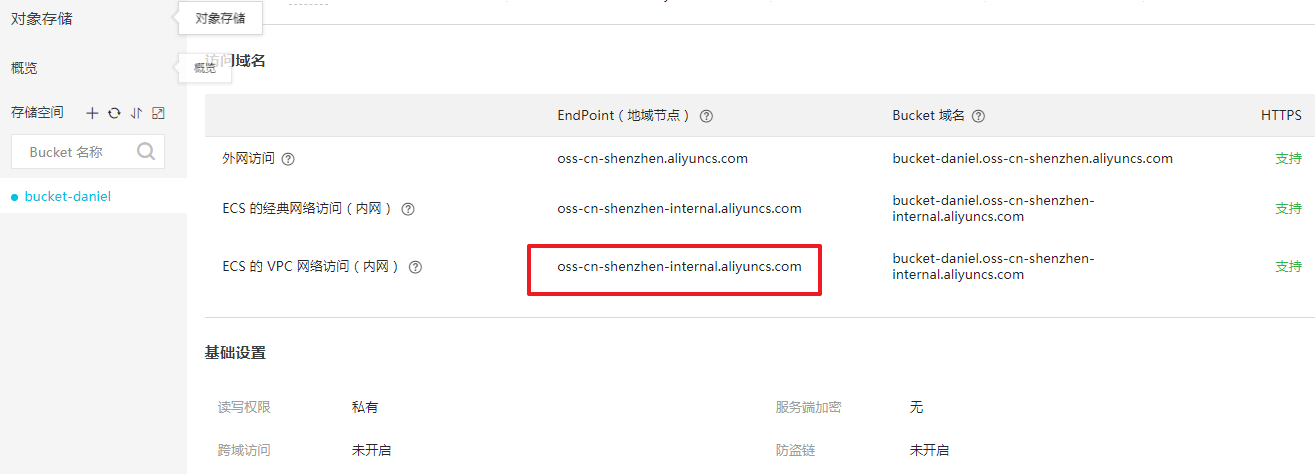 对象存储
对象存储
访问域名
概览
概览
存储空间
Bucket 名称
bucket-daniel
EndPoint（地域节点）
Bucket 域名
HTTPS
外网访问
oss-cn-shenzhen.aliyuncs.com
bucket-daniel.oss-cn-shenzhen.aliyuncs.com
支持
ECS 的经典网络访问（内网）
oss-cn-shenzhen-internal.aliyuncs.com
bucket-daniel.oss-cn-shenzhen-
internal.aliyuncs.com
支持
ECS 的 VPC 网络访问（内网）
oss-cn-shenzhen-internal.aliyuncs.com
bucket-daniel.oss-cn-shenzhen-
internal.aliyuncs.com
支持
基础设置
读写权限
私有
服务端加密
无
跨域访问
未开启
防盗链
未开启